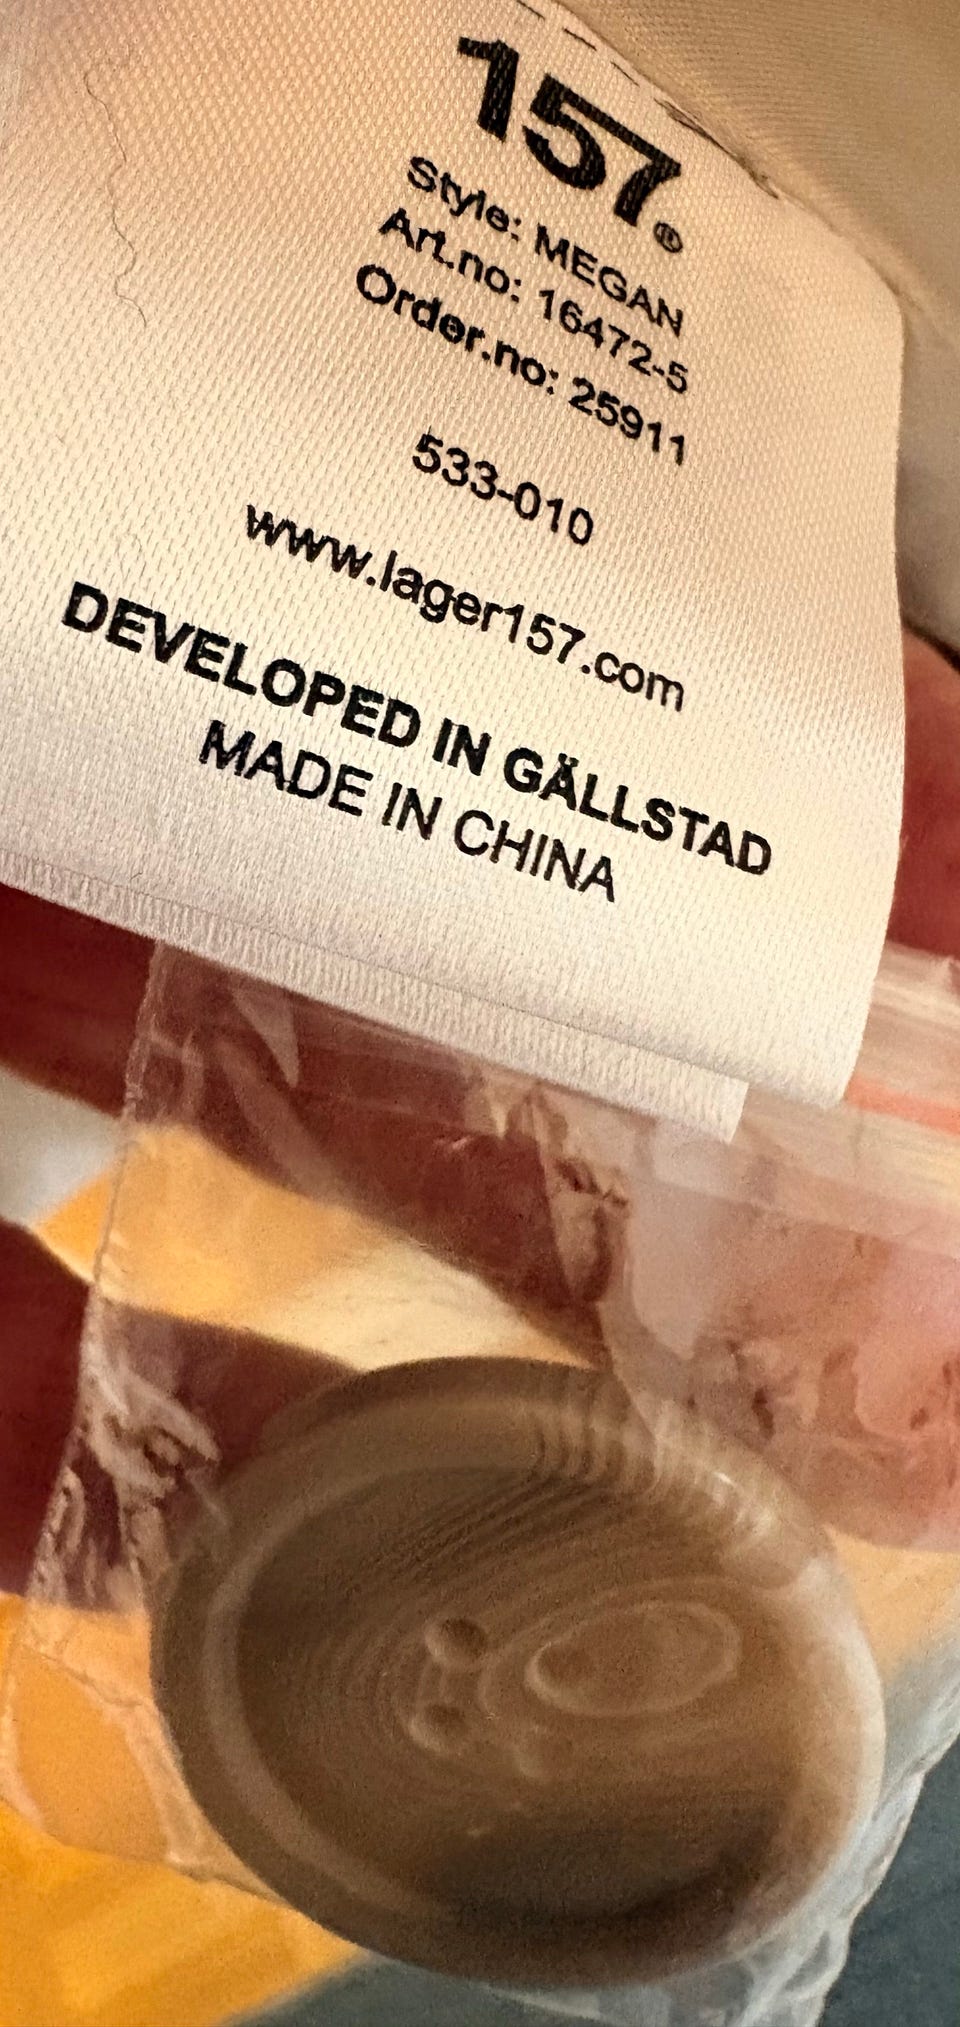 157®
Style: MEGAN
Art.no: 16472-5
Order.no: 25911
533-010
www.lager157.com
DEVELOPED IN GÄLLSTAD
MADE IN CHINA